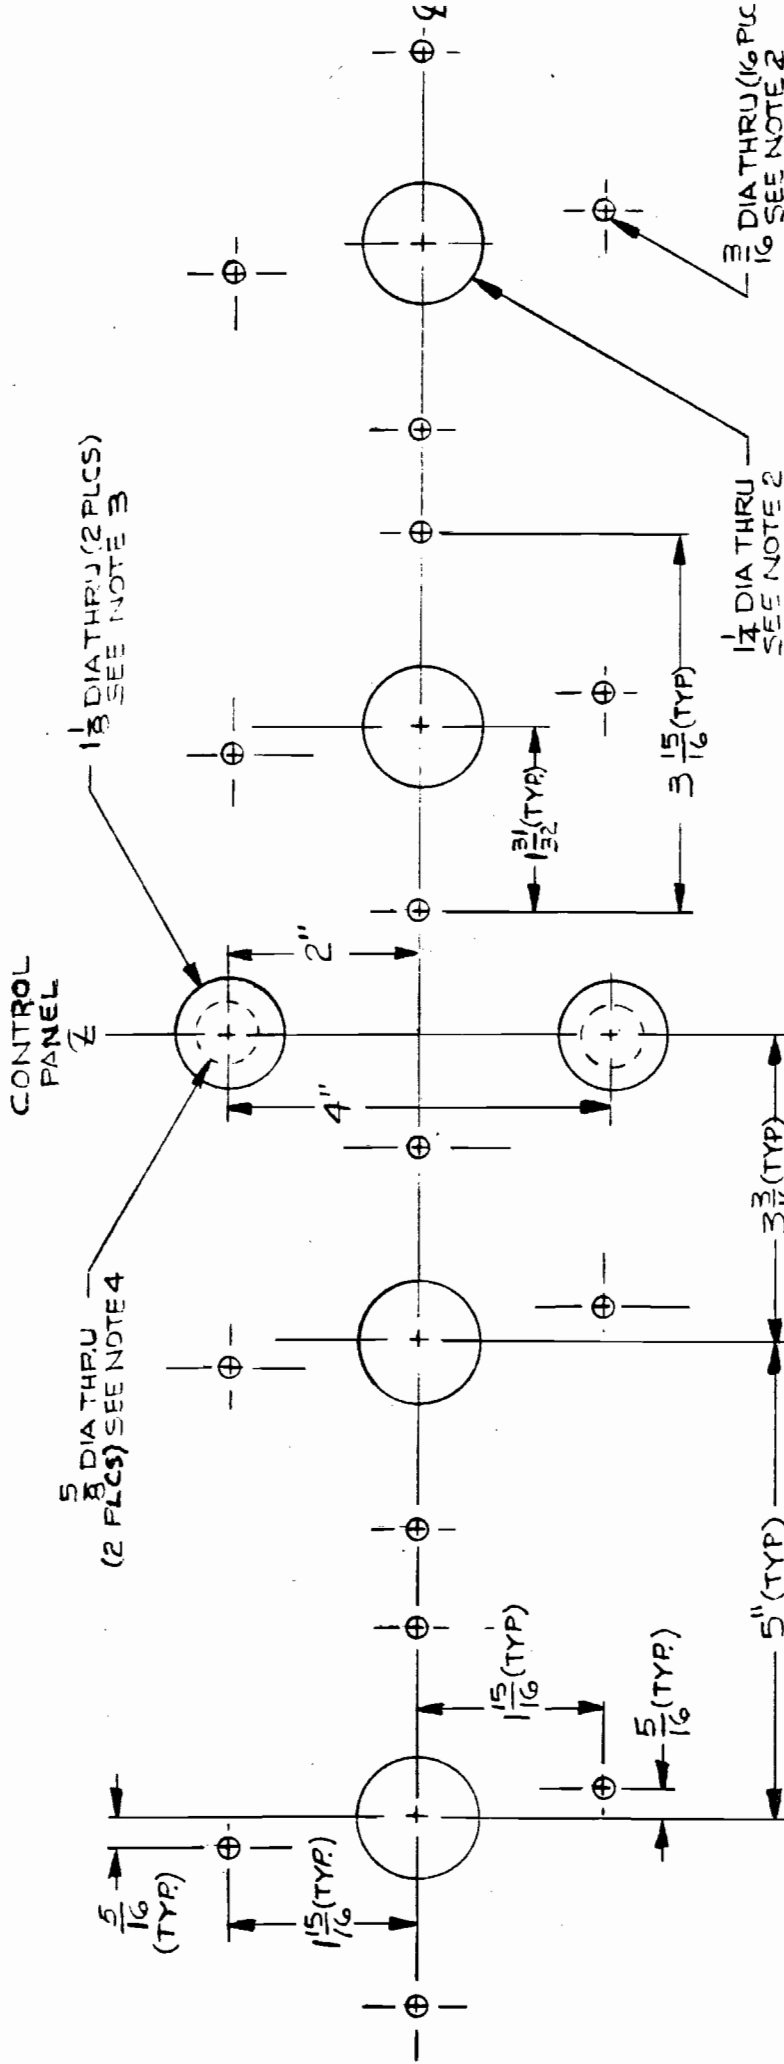 CONTROL
PANEL
1 1/8 DIA THRU (2 PLCS)
SEE NOTE 3
5/8 DIA THRU
(2 PLCS) SEE NOTE 4
2"
4"
5/16
(TYP.)
1 15/16 (TYP.)
1 15/16 (TYP)
5/16 (TYP.)
5" (TYP)
3 3/16 (TYP)
1 31/32 (TYP.)
3 15/16 (TYP)
1 1/4 DIA THRU
SEE NOTE 2
3/16 DIA THRU (16 PLC
SEE NOTE 2